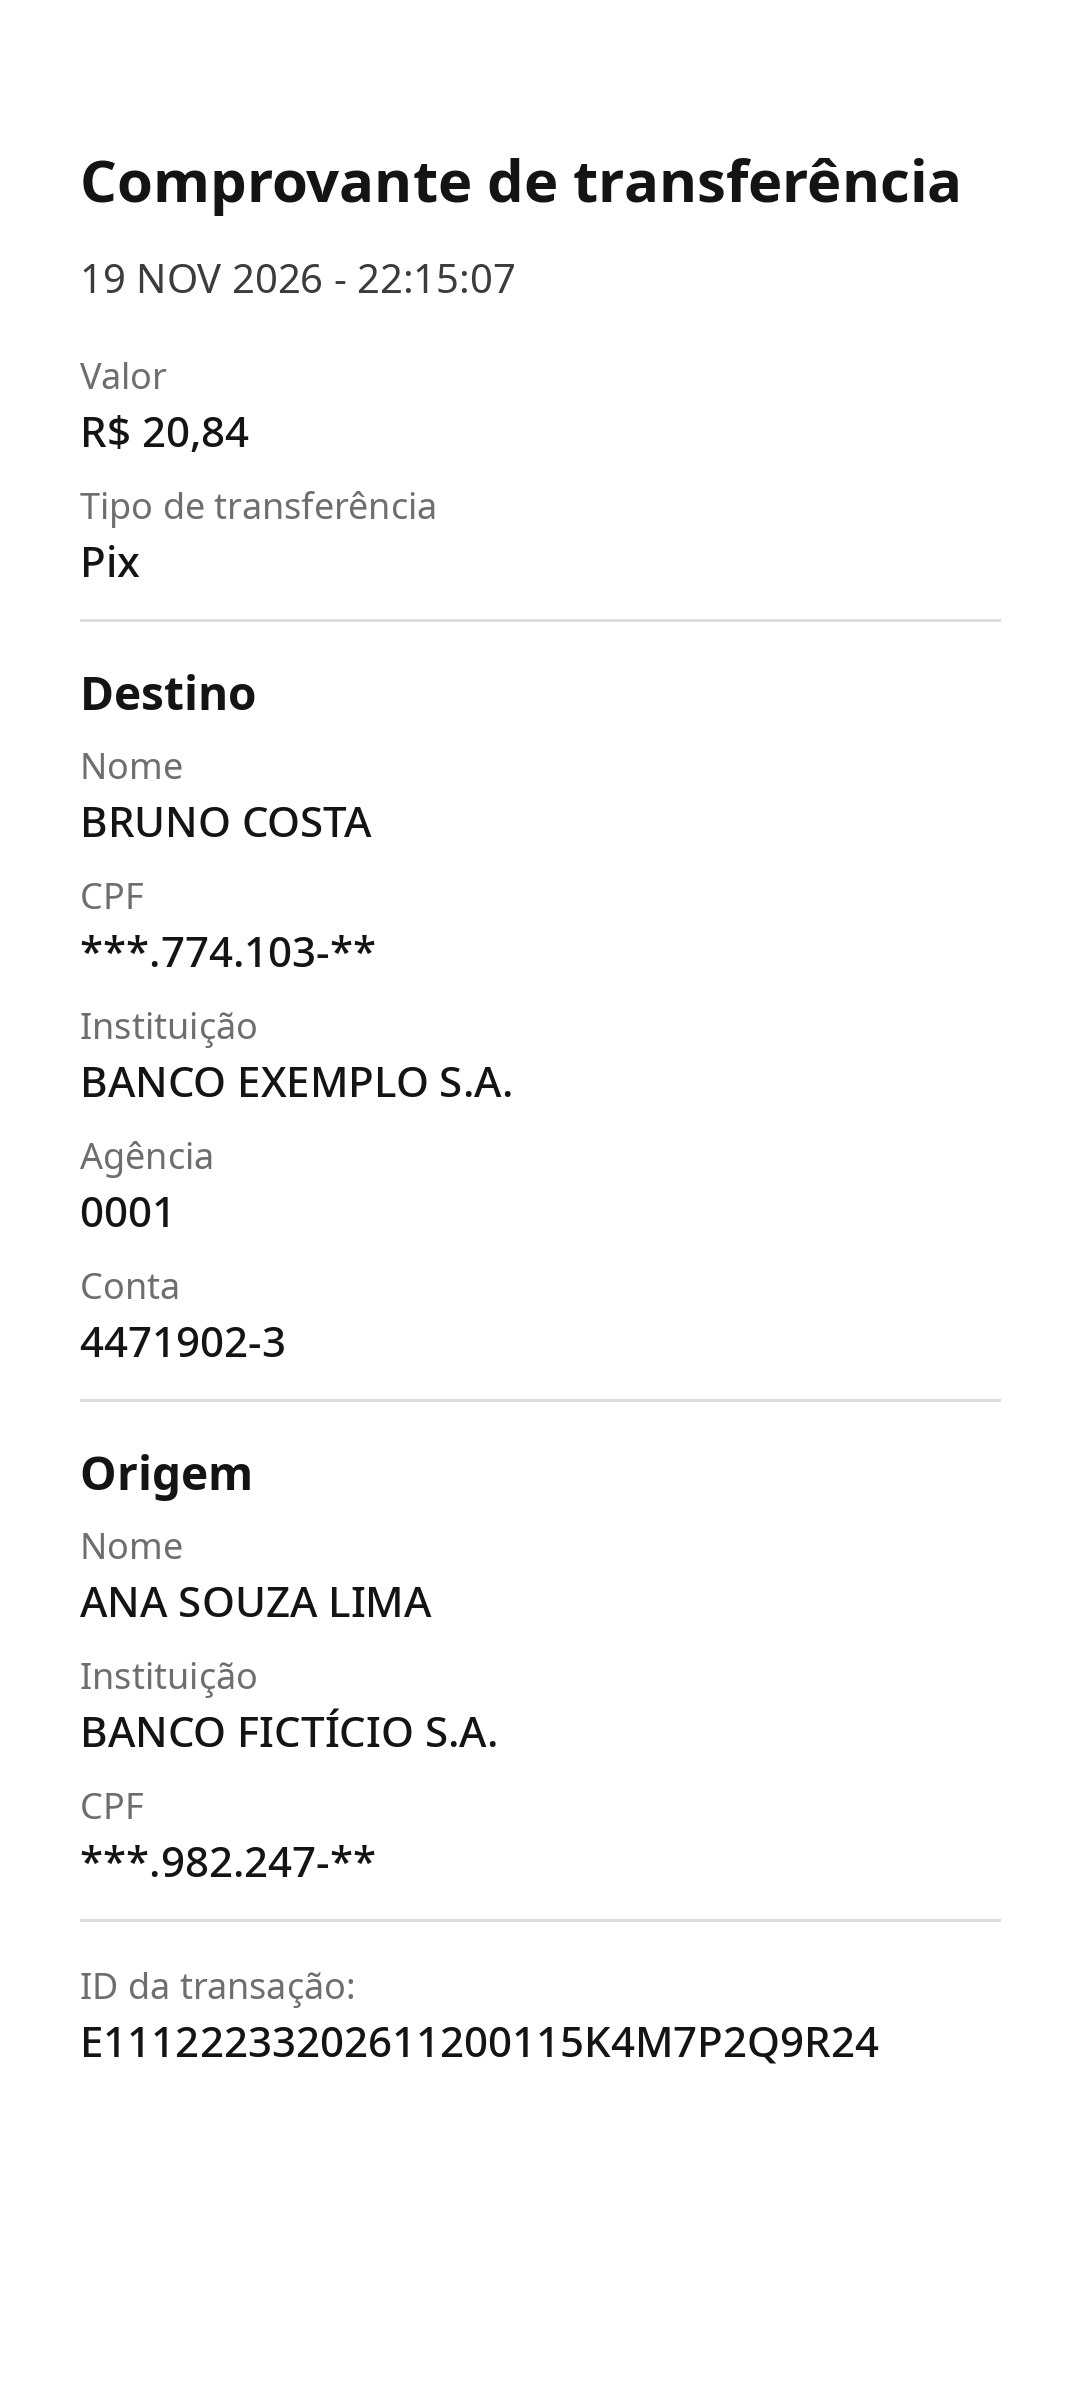 Comprovante de transferência
19 NOV 2026 - 22:15:07
Valor
R$ 20,84
Tipo de transferência
Pix
Destino
Nome
BRUNO COSTA
CPF
***.774.103-**
Instituição
BANCO EXEMPLO S.A.
Agência
0001
Conta
4471902-3
Origem
Nome
ANA SOUZA LIMA
Instituição
BANCO FICTÍCIO S.A.
CPF
***.982.247-**
ID da transação:
E11122233202611200115K4M7P2Q9R24